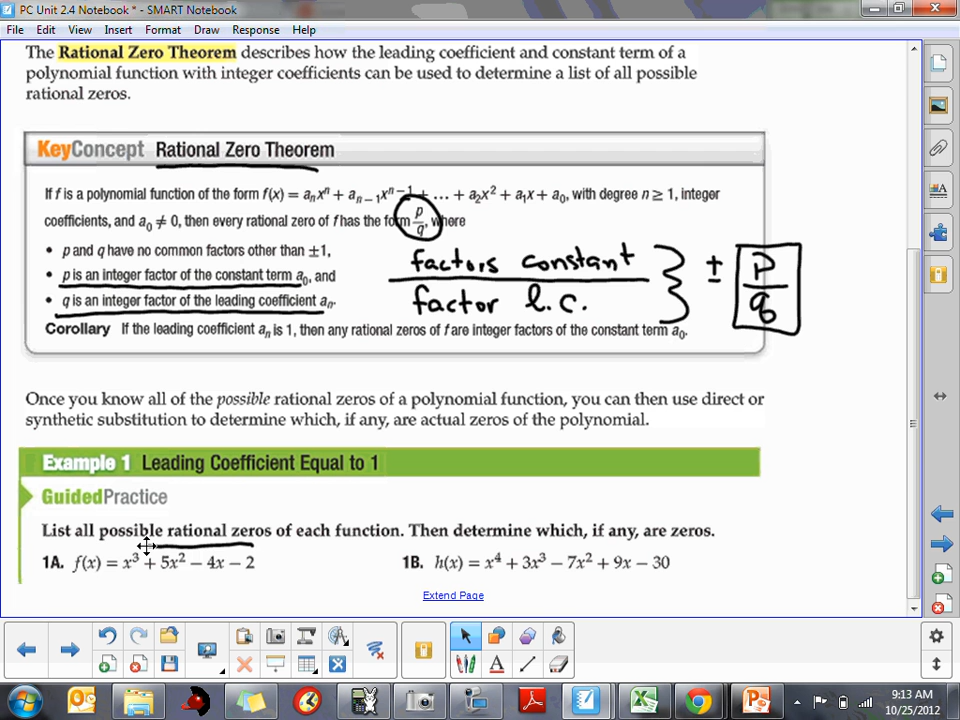 PC Unit 2.4 Notebook * - SMART Notebook
File Edit View Insert Format Draw Response Help
The Rational Zero Theorem describes how the leading coefficient and constant term of a
polynomial function with integer coefficients can be used to determine a list of all possible
rational zeros.
KeyConcept Rational Zero Theorem
If f is a polynomial function of the form f(x) = aₙxⁿ + aₙ₋₁xⁿ⁻¹ + … + a₂x² + a₁x + a₀, with degree n ≥ 1, integer
coefficients, and a₀ ≠ 0, then every rational zero of f has the form p/q, where
• p and q have no common factors other than ±1,
• p is an integer factor of the constant term a₀, and
• q is an integer factor of the leading coefficient aₙ.
factors constant
factor l.c.
} ± p/q
Corollary If the leading coefficient aₙ is 1, then any rational zeros of f are integer factors of the constant term a₀.
Once you know all of the possible rational zeros of a polynomial function, you can then use direct or
synthetic substitution to determine which, if any, are actual zeros of the polynomial.
Example 1 Leading Coefficient Equal to 1
GuidedPractice
List all possible rational zeros of each function. Then determine which, if any, are zeros.
1A. f(x) = x³ + 5x² − 4x − 2 1B. h(x) = x⁴ + 3x³ − 7x² + 9x − 30
Extend Page
9:13 AM
10/25/2012